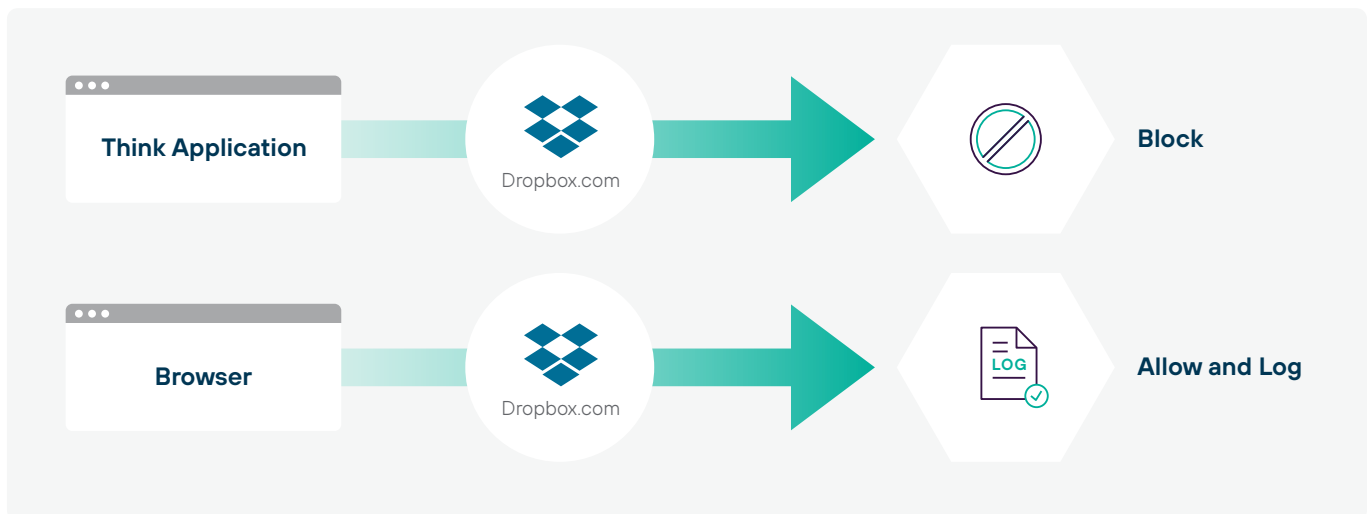 Think Application
Dropbox.com
Block
Browser
Dropbox.com
LOG
Allow and Log